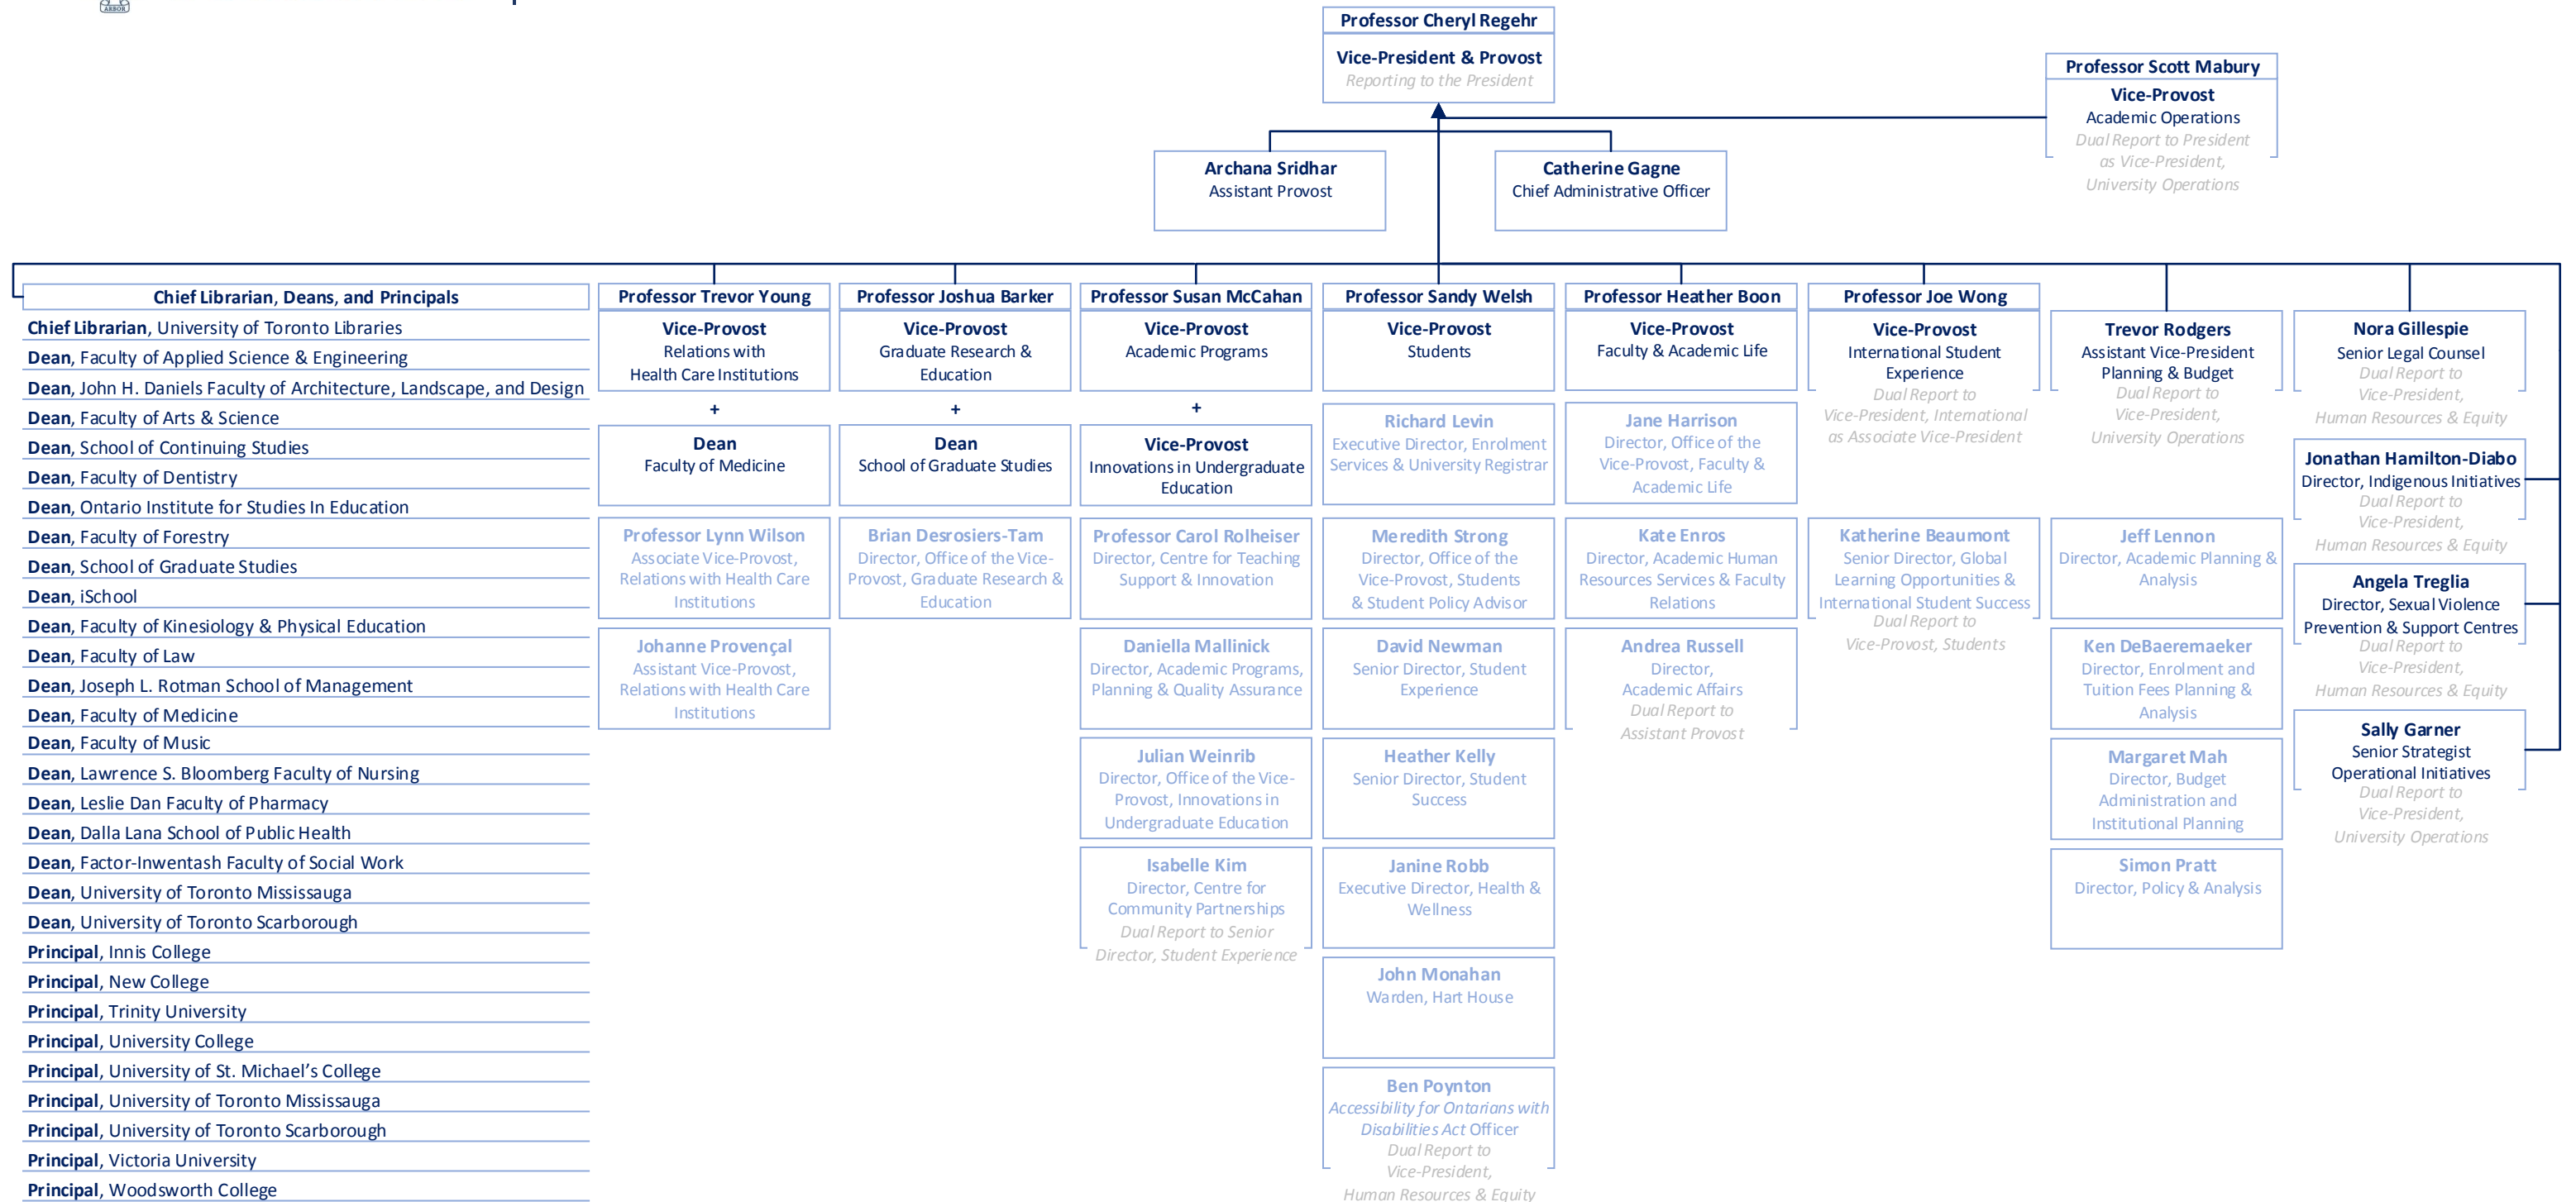 ARBOR
Professor Cheryl Regehr
Vice-President & Provost
Reporting to the President
Professor Scott Mabury
Vice-Provost
Academic Operations
Dual Report to President
as Vice-President,
University Operations
Archana Sridhar
Assistant Provost
Catherine Gagne
Chief Administrative Officer
Chief Librarian, Deans, and Principals
Chief Librarian, University of Toronto Libraries
Dean, Faculty of Applied Science & Engineering
Dean, John H. Daniels Faculty of Architecture, Landscape, and Design
Dean, Faculty of Arts & Science
Dean, School of Continuing Studies
Dean, Faculty of Dentistry
Dean, Ontario Institute for Studies In Education
Dean, Faculty of Forestry
Dean, School of Graduate Studies
Dean, iSchool
Dean, Faculty of Kinesiology & Physical Education
Dean, Faculty of Law
Dean, Joseph L. Rotman School of Management
Dean, Faculty of Medicine
Dean, Faculty of Music
Dean, Lawrence S. Bloomberg Faculty of Nursing
Dean, Leslie Dan Faculty of Pharmacy
Dean, Dalla Lana School of Public Health
Dean, Factor-Inwentash Faculty of Social Work
Dean, University of Toronto Mississauga
Dean, University of Toronto Scarborough
Principal, Innis College
Principal, New College
Principal, Trinity University
Principal, University College
Principal, University of St. Michael's College
Principal, University of Toronto Mississauga
Principal, University of Toronto Scarborough
Principal, Victoria University
Principal, Woodsworth College
Professor Trevor Young
Vice-Provost
Relations with
Health Care Institutions
+
Dean
Faculty of Medicine
Professor Lynn Wilson
Associate Vice-Provost,
Relations with Health Care
Institutions
Johanne Provençal
Assistant Vice-Provost,
Relations with Health Care
Institutions
Professor Joshua Barker
Vice-Provost
Graduate Research &
Education
+
Dean
School of Graduate Studies
Brian Desrosiers-Tam
Director, Office of the Vice-
Provost, Graduate Research &
Education
Professor Susan McCahan
Vice-Provost
Academic Programs
+
Vice-Provost
Innovations in Undergraduate
Education
Professor Carol Rolheiser
Director, Centre for Teaching
Support & Innovation
Daniella Mallinick
Director, Academic Programs,
Planning & Quality Assurance
Julian Weinrib
Director, Office of the Vice-
Provost, Innovations in
Undergraduate Education
Isabelle Kim
Director, Centre for
Community Partnerships
Dual Report to Senior
Director, Student Experience
Professor Sandy Welsh
Vice-Provost
Students
Richard Levin
Executive Director, Enrolment
Services & University Registrar
Meredith Strong
Director, Office of the
Vice-Provost, Students
& Student Policy Advisor
David Newman
Senior Director, Student
Experience
Heather Kelly
Senior Director, Student
Success
Janine Robb
Executive Director, Health &
Wellness
John Monahan
Warden, Hart House
Ben Poynton
Accessibility for Ontarians with
Disabilities Act Officer
Dual Report to
Vice-President,
Human Resources & Equity
Professor Heather Boon
Vice-Provost
Faculty & Academic Life
Jane Harrison
Director, Office of the
Vice-Provost, Faculty &
Academic Life
Kate Enros
Director, Academic Human
Resources Services & Faculty
Relations
Andrea Russell
Director,
Academic Affairs
Dual Report to
Assistant Provost
Professor Joe Wong
Vice-Provost
International Student
Experience
Dual Report to
Vice-President, International
as Associate Vice-President
Katherine Beaumont
Senior Director, Global
Learning Opportunities &
International Student Success
Dual Report to
Vice-Provost, Students
Trevor Rodgers
Assistant Vice-President
Planning & Budget
Dual Report to
Vice-President,
University Operations
Jeff Lennon
Director, Academic Planning &
Analysis
Ken DeBaeremaeker
Director, Enrolment and
Tuition Fees Planning &
Analysis
Margaret Mah
Director, Budget
Administration and
Institutional Planning
Simon Pratt
Director, Policy & Analysis
Nora Gillespie
Senior Legal Counsel
Dual Report to
Vice-President,
Human Resources & Equity
Jonathan Hamilton-Diabo
Director, Indigenous Initiatives
Dual Report to
Vice-President,
Human Resources & Equity
Angela Treglia
Director, Sexual Violence
Prevention & Support Centres
Dual Report to
Vice-President,
Human Resources & Equity
Sally Garner
Senior Strategist
Operational Initiatives
Dual Report to
Vice-President,
University Operations